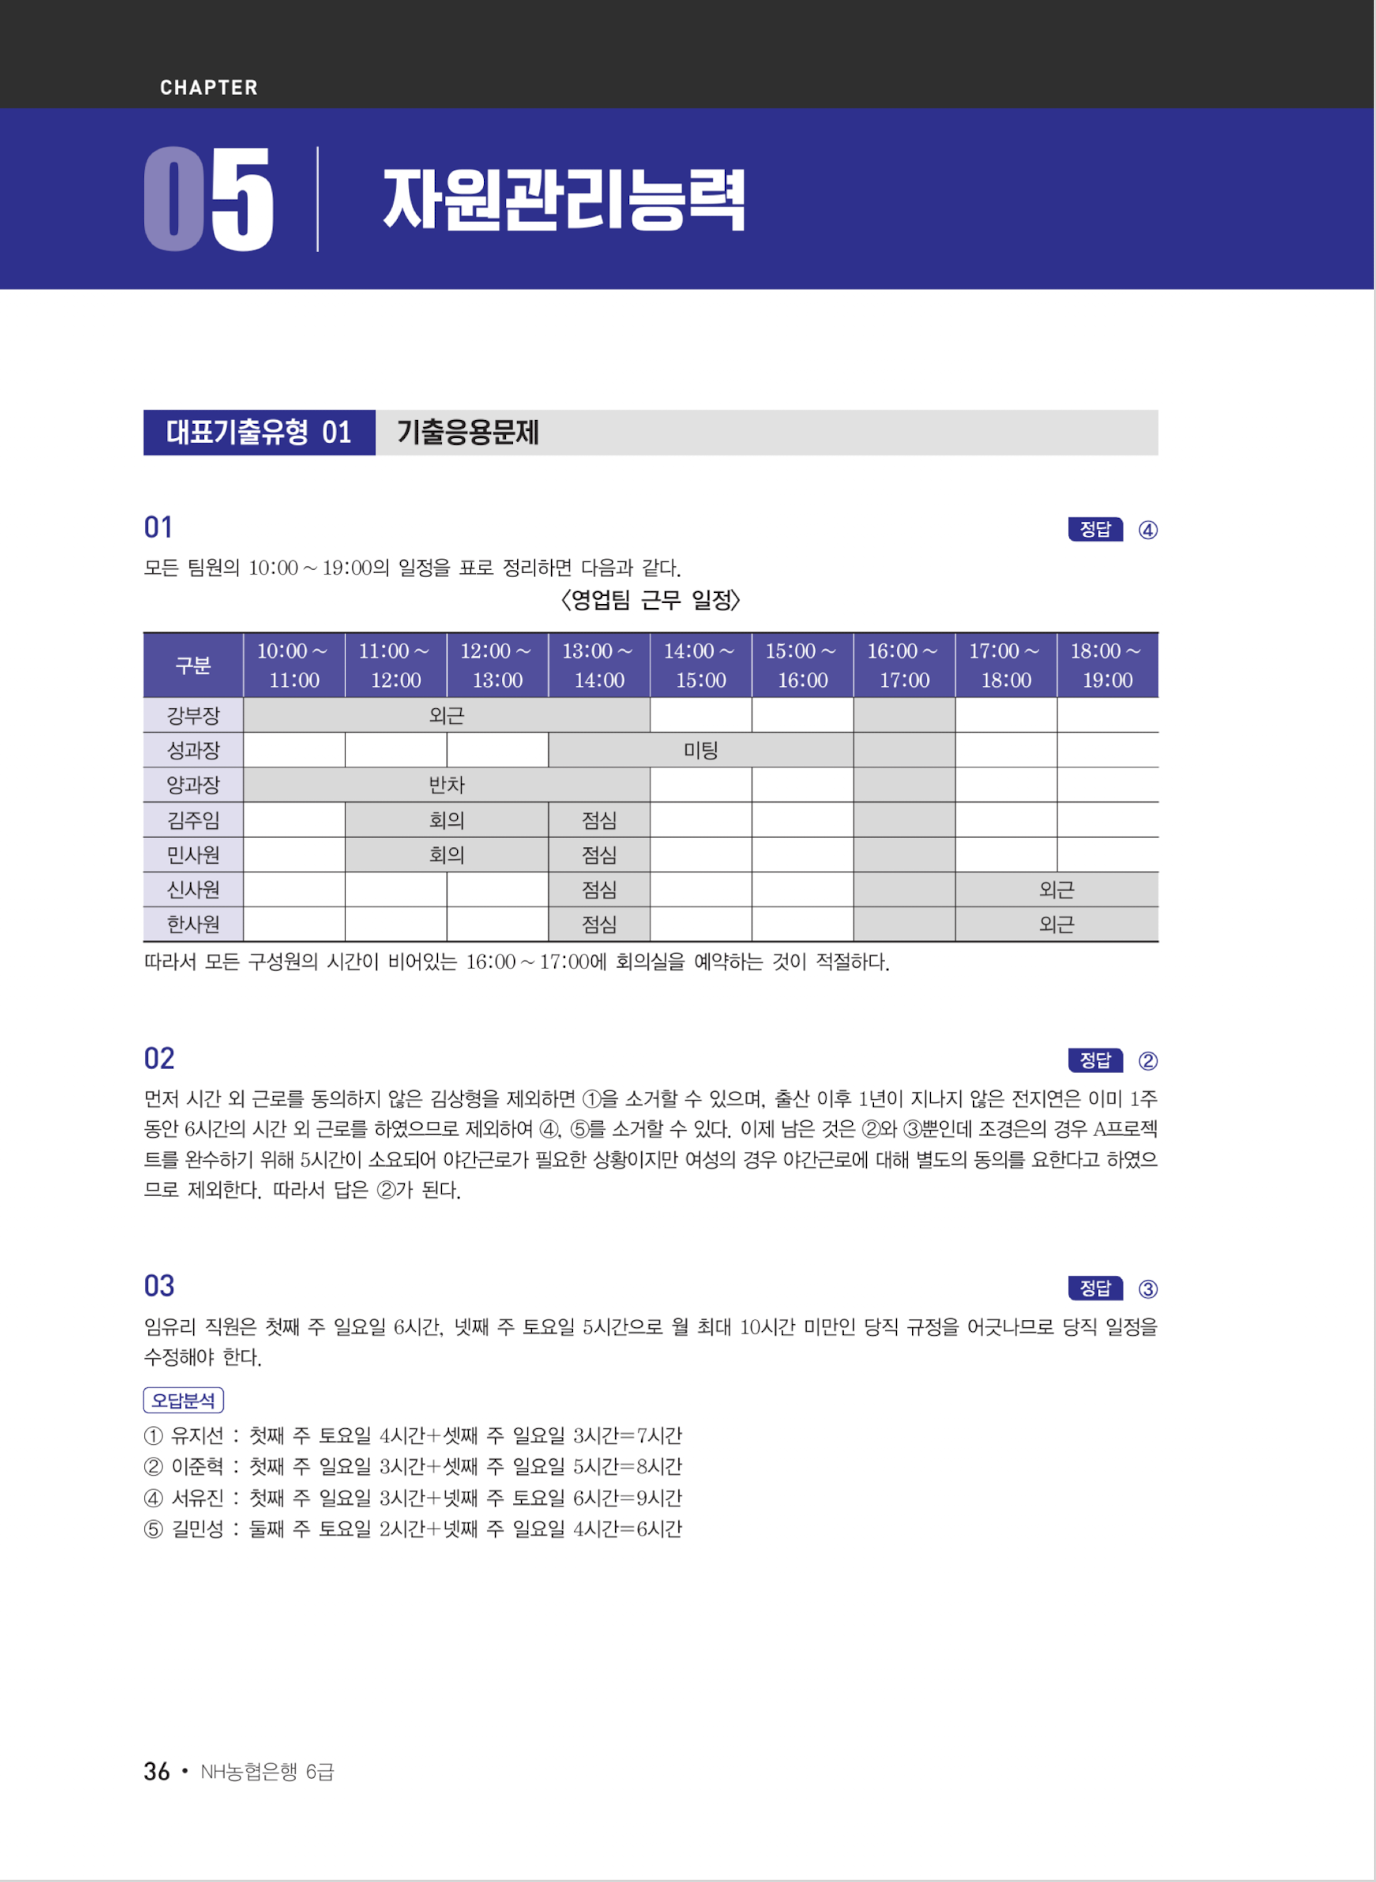 CHAPTER
05 자원관리능력
대표기출유형 01 기출응용문제
01 정답 ④
모든 팀원의 10:00～19:00의 일정을 표로 정리하면 다음과 같다.
〈영업팀 근무 일정〉
구분 10:00～11:00 11:00～12:00 12:00～13:00 13:00～14:00 14:00～15:00 15:00～16:00 16:00～17:00 17:00～18:00 18:00～19:00
강부장 외근
성과장 미팅
양과장 반차
김주임 회의 점심
민사원 회의 점심
신사원 점심 외근
한사원 점심 외근
따라서 모든 구성원의 시간이 비어있는 16:00～17:00에 회의실을 예약하는 것이 적절하다.
02 정답 ②
먼저 시간 외 근로를 동의하지 않은 김상형을 제외하면 ①을 소거할 수 있으며, 출산 이후 1년이 지나지 않은 전지연은 이미 1주
동안 6시간의 시간 외 근로를 하였으므로 제외하여 ④, ⑤를 소거할 수 있다. 이제 남은 것은 ②와 ③뿐인데 조경은의 경우 A프로젝
트를 완수하기 위해 5시간이 소요되어 야간근로가 필요한 상황이지만 여성의 경우 야간근로에 대해 별도의 동의를 요한다고 하였으
므로 제외한다. 따라서 답은 ②가 된다.
03 정답 ③
임유리 직원은 첫째 주 일요일 6시간, 넷째 주 토요일 5시간으로 월 최대 10시간 미만인 당직 규정을 어긋나므로 당직 일정을
수정해야 한다.
오답분석
① 유지선 : 첫째 주 토요일 4시간+셋째 주 일요일 3시간=7시간
② 이준혁 : 첫째 주 일요일 3시간+셋째 주 일요일 5시간=8시간
④ 서유진 : 첫째 주 일요일 3시간+넷째 주 토요일 6시간=9시간
⑤ 길민성 : 둘째 주 토요일 2시간+넷째 주 일요일 4시간=6시간
36 • NH농협은행 6급